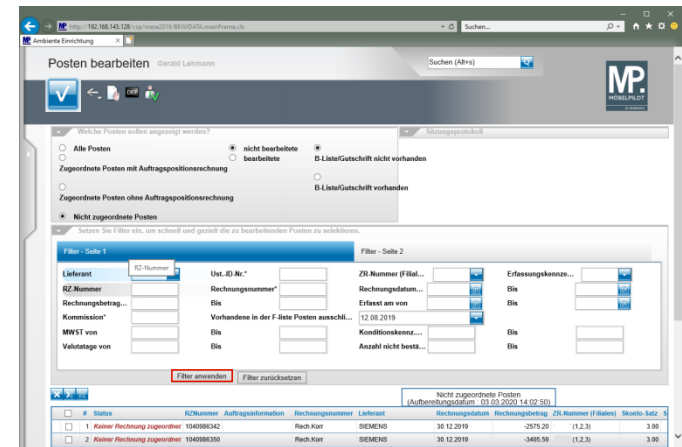 http://192.168.145.128/csp/mesa2019/BEWIDATA.mainFrame.cls
Suchen...
Ambiente Einrichtung
Posten bearbeiten Gerald Lehmann
Suchen (Alt+s)
MP.
MÖBELPILOT
OFF
Welche Posten sollen angezeigt werden?
Sitzungsprotokoll
Alle Posten
nicht bearbeitete
bearbeitete
B-Liste/Gutschrift nicht vorhanden
Zugeordnete Posten mit Auftragspositionsrechnung
B-Liste/Gutschrift vorhanden
Zugeordnete Posten ohne Auftragspositionsrechnung
Nicht zugeordnete Posten
Setzen Sie Filter ein, um schnell und gezielt die zu bearbeitenden Posten zu selektieren.
Filter - Seite 1
Filter - Seite 2
Lieferant
RZ-Nummer
Ust.-ID-Nr.*
ZR-Nummer (Filial...
Erfassungskennze...
RZ-Nummer
Rechnungsnummer*
Rechnungsdatum...
Bis
Rechnungsbetrag...
Bis
Erfasst am von
Bis
Kommission*
Vorhandene in der F-liste Posten ausschli...
12.08.2019
MWST von
Bis
Konditionskennz....
Bis
Valutatage von
Bis
Anzahl nicht bestä...
Bis
Filter anwenden
Filter zurücksetzen
Nicht zugeordnete Posten
(Aufbereitungsdatum : 03.03.2020 14:02:50)
# Status RZNummer Auftragsinformation Rechnungsnummer Lieferant Rechnungsdatum Rechnungsbetrag ZR-Nummer (Filialen) Skonto-Satz S
1 Keiner Rechnung zugeordnet 1040986342 Rech.Korr SIEMENS 30.12.2019 -2575.20 (1,2,3) 3.00
2 Keiner Rechnung zugeordnet 1040986350 Rech.Korr SIEMENS 30.12.2019 -3405.59 (1,2,3) 3.00